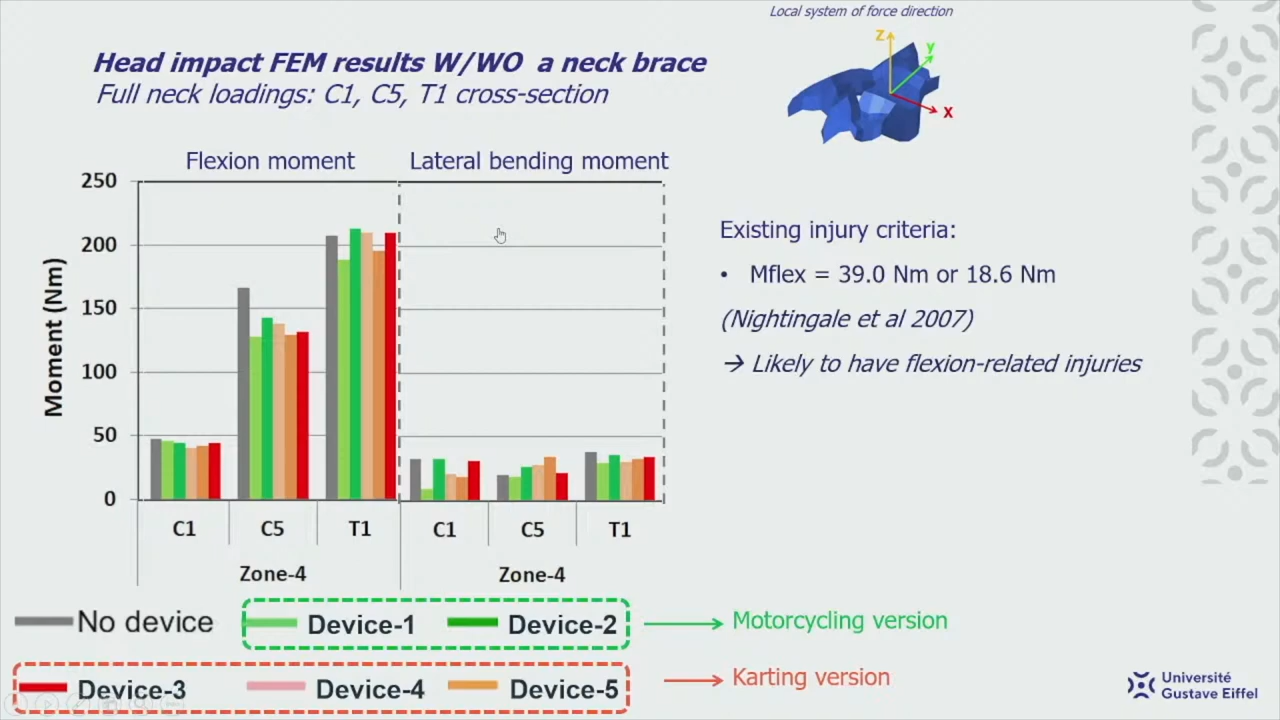 Local system of force direction
Z
y
X
Head impact FEM results W/WO a neck brace
Full neck loadings: C1, C5, T1 cross-section
Flexion moment
Lateral bending moment
Moment (Nm)
250
200
150
100
50
0
C1 C5 T1 C1 C5 T1
Zone-4 Zone-4
Existing injury criteria:
• Mflex = 39.0 Nm or 18.6 Nm
(Nightingale et al 2007)
→ Likely to have flexion-related injuries
No device Device-1 Device-2
Motorcycling version
Device-3 Device-4 Device-5
Karting version
Université
Gustave Eiffel